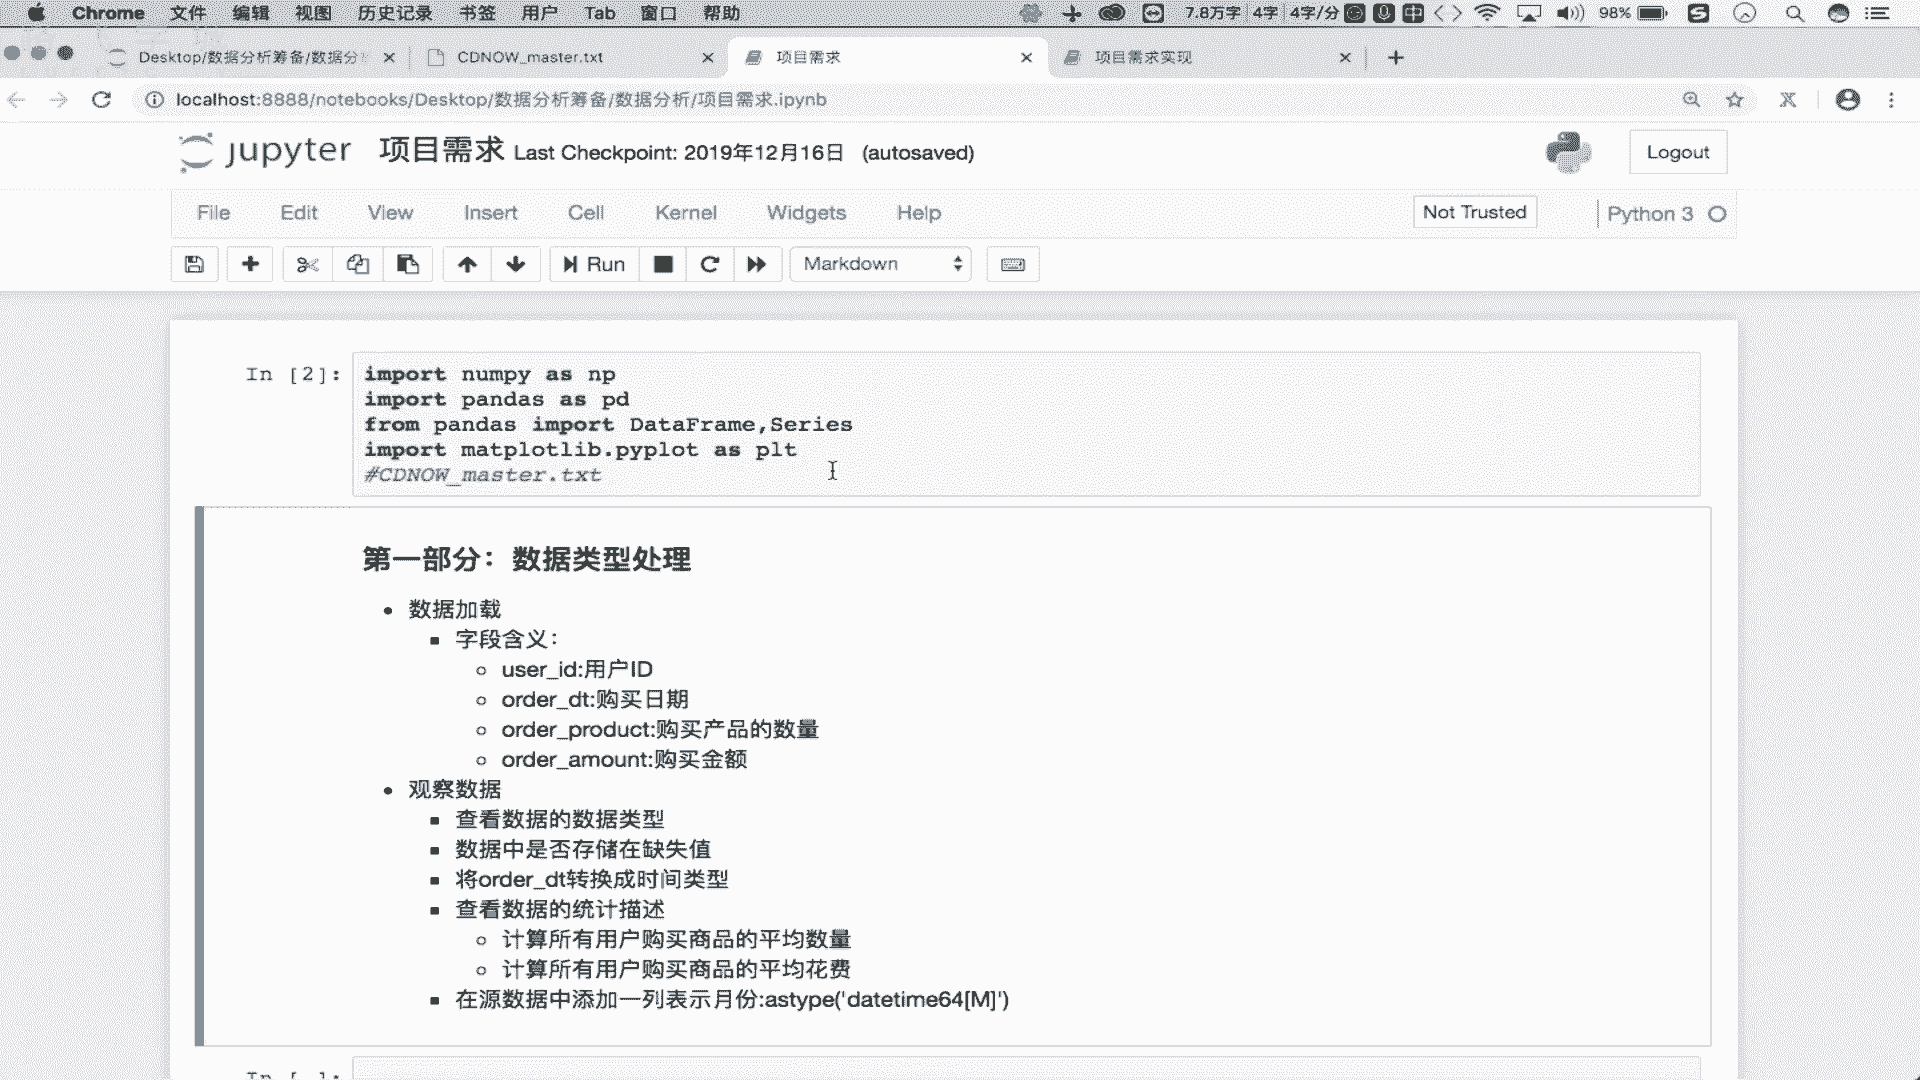 Chrome 文件 编辑 视图 历史记录 书签 用户 Tab 窗口 帮助 7.8万字 4字 4字/分 中 98%
Desktop/数据分析筹备/数据分 CDNOW_master.txt 项目需求 项目需求实现
localhost:8888/notebooks/Desktop/数据分析筹备/数据分析/项目需求.ipynb
jupyter 项目需求 Last Checkpoint: 2019年12月16日 (autosaved) Logout
File Edit View Insert Cell Kernel Widgets Help Not Trusted Python 3
Run Markdown
In [2]: import numpy as np
import pandas as pd
from pandas import DataFrame,Series
import matplotlib.pyplot as plt
#CDNOW_master.txt
第一部分：数据类型处理
数据加载
字段含义：
user_id:用户ID
order_dt:购买日期
order_product:购买产品的数量
order_amount:购买金额
观察数据
查看数据的数据类型
数据中是否存储在缺失值
将order_dt转换成时间类型
查看数据的统计描述
计算所有用户购买商品的平均数量
计算所有用户购买商品的平均花费
在源数据中添加一列表示月份:astype('datetime64[M]')
In [ ]: